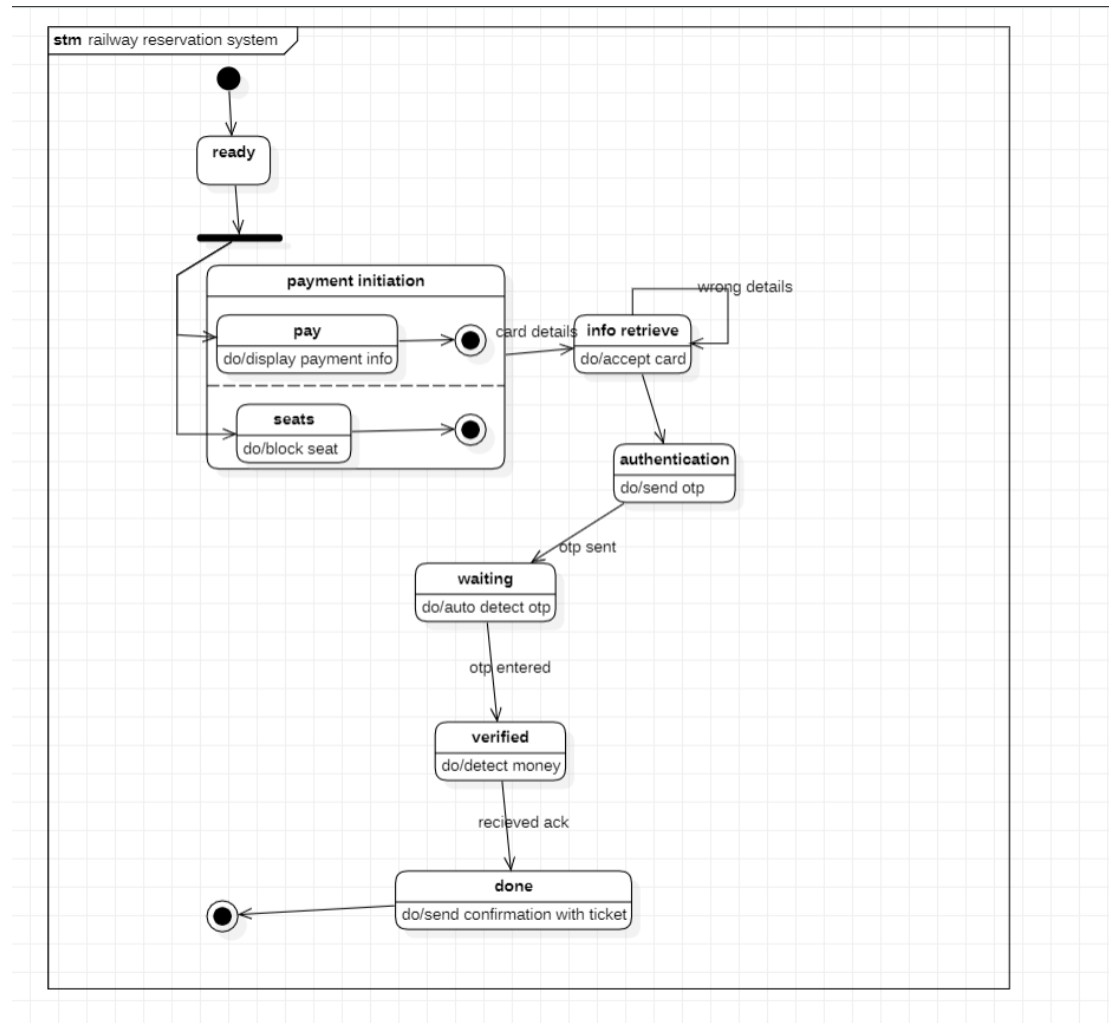 stm railway reservation system
ready
payment initiation
pay
do/display payment info
seats
do/block seat
card details
wrong details
info retrieve
do/accept card
authentication
do/send otp
otp sent
waiting
do/auto detect otp
otp entered
verified
do/detect money
recieved ack
done
do/send confirmation with ticket